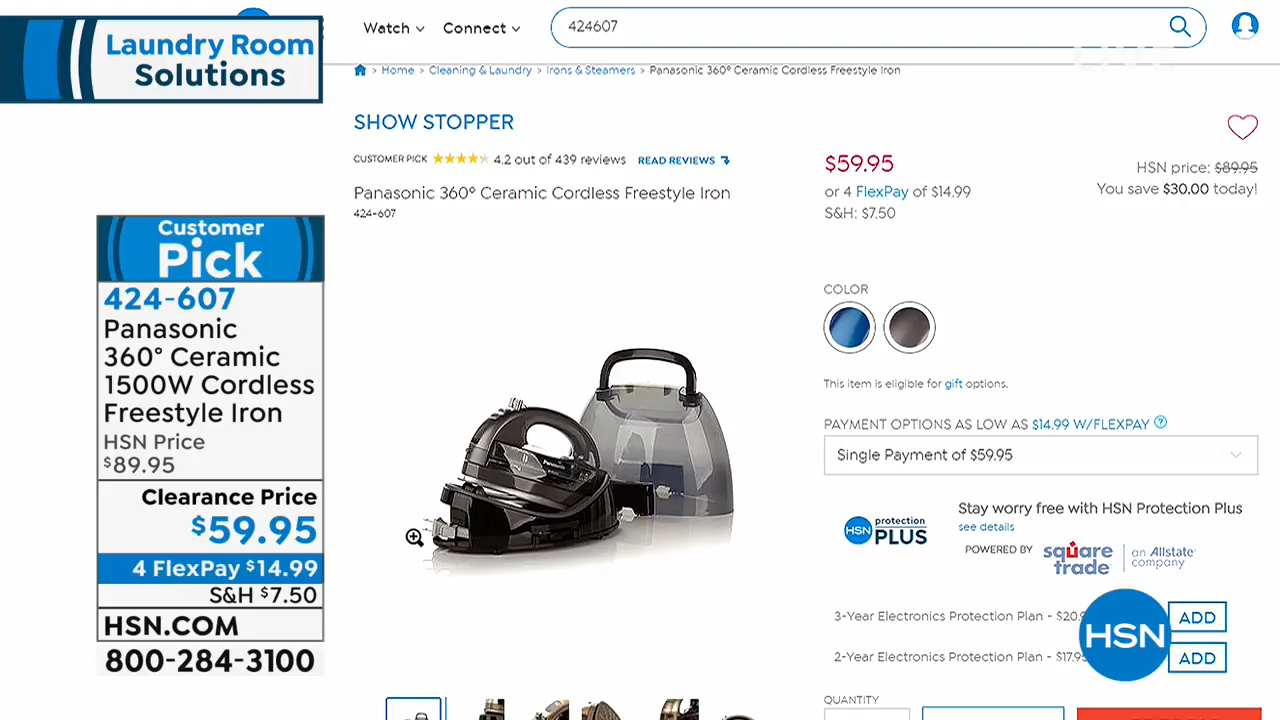 Laundry Room
Solutions
Watch
Connect
424607
LIVE
> Home > Cleaning & Laundry > Irons & Steamers > Panasonic 360° Ceramic Cordless Freestyle Iron
SHOW STOPPER
CUSTOMER PICK 4.2 out of 439 reviews READ REVIEWS
Panasonic 360° Ceramic Cordless Freestyle Iron
424-607
$59.95
or 4 FlexPay of $14.99
S&H: $7.50
HSN price: $89.95
You save $30.00 today!
Customer
Pick
424-607
Panasonic
360° Ceramic
1500W Cordless
Freestyle Iron
HSN Price
$89.95
Clearance Price
$59.95
4 FlexPay $14.99
S&H $7.50
HSN.COM
800-284-3100
COLOR
This item is eligible for gift options.
PAYMENT OPTIONS AS LOW AS $14.99 W/FLEXPAY ?
Single Payment of $59.95
HSN protection PLUS
Stay worry free with HSN Protection Plus
see details
POWERED BY square trade | an Allstate company
3-Year Electronics Protection Plan - $20.9
ADD
2-Year Electronics Protection Plan - $17.95
ADD
HSN
QUANTITY